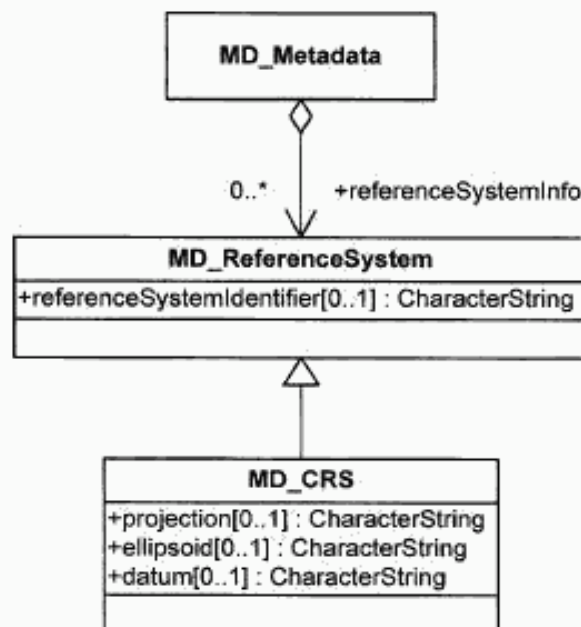 MD_Metadata
0..* +referenceSystemInfo
MD_ReferenceSystem
+referenceSystemIdentifier[0..1] : CharacterString
MD_CRS
+projection[0..1] : CharacterString
+ellipsoid[0..1] : CharacterString
+datum[0..1] : CharacterString